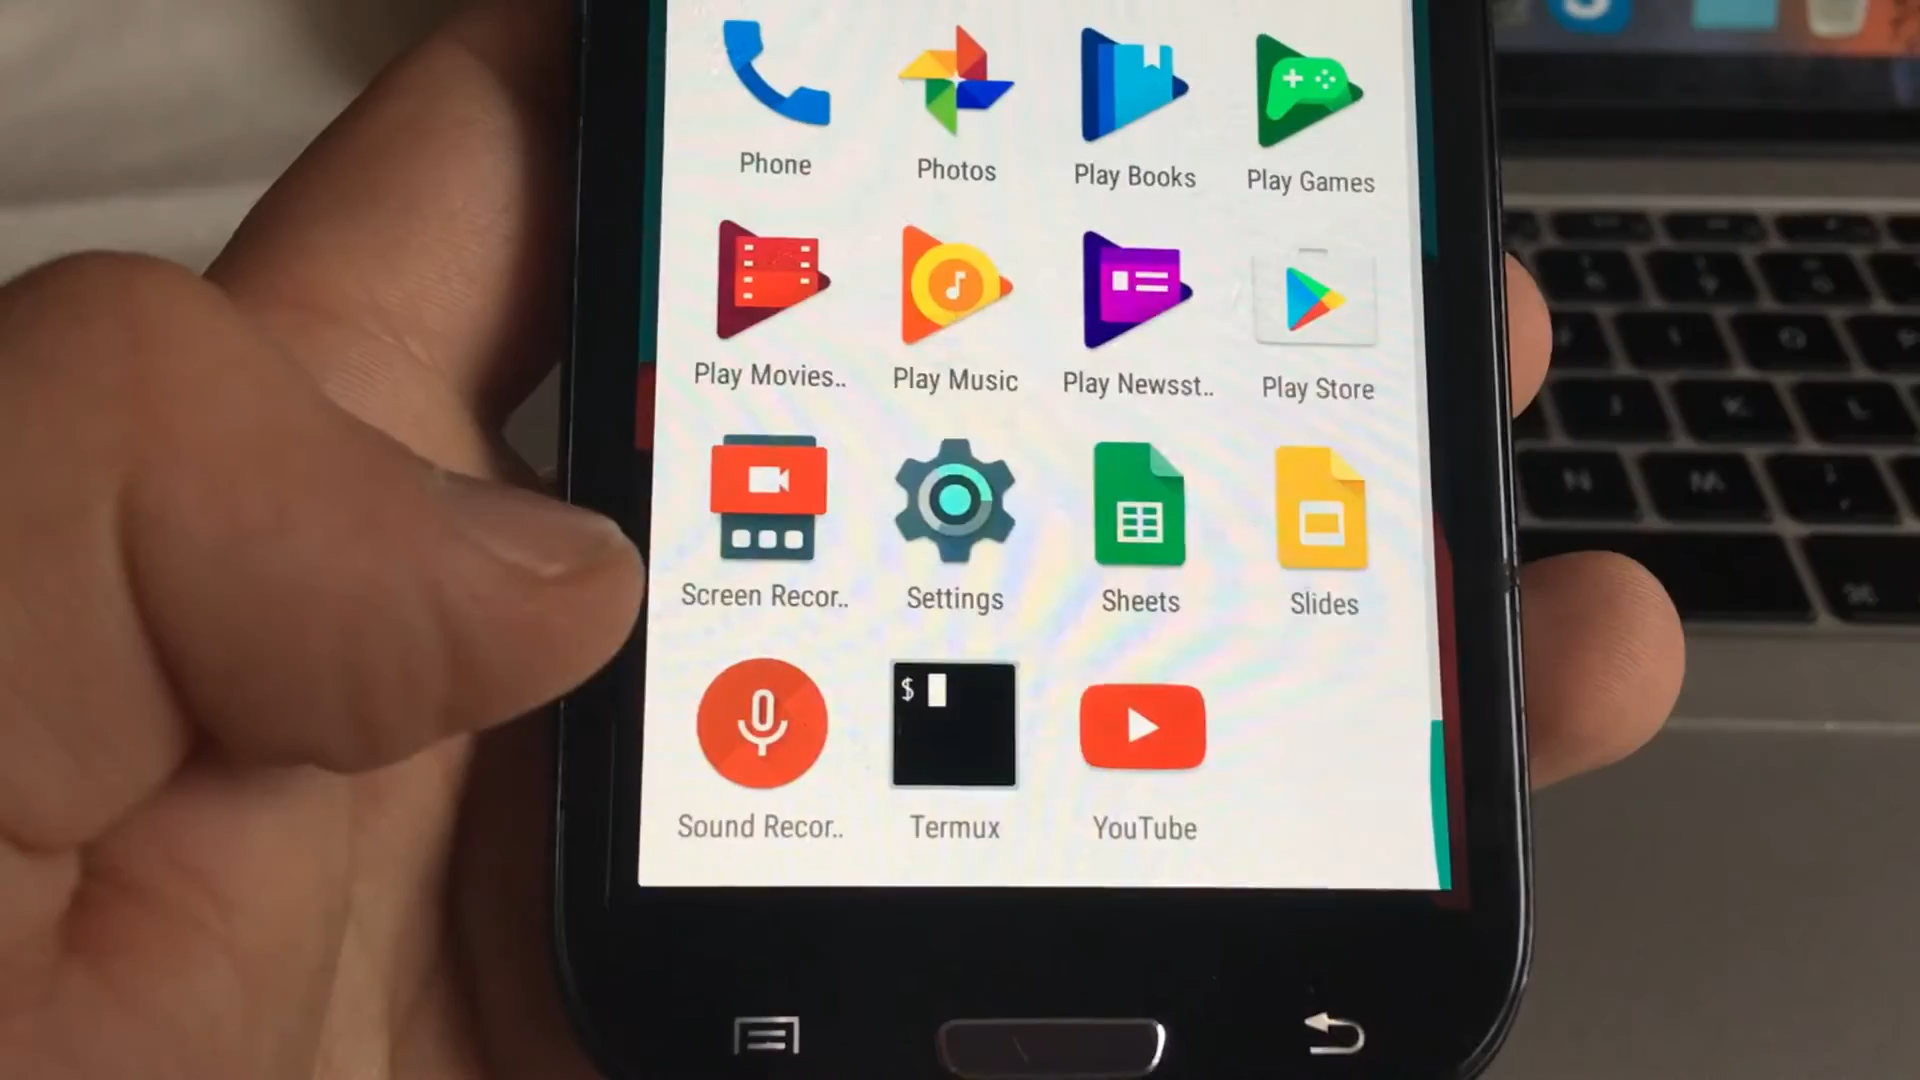 Phone
Photos
Play Books
Play Games
Play Movies..
Play Music
Play Newsst..
Play Store
Screen Recor..
Settings
Sheets
Slides
$
Sound Recor..
Termux
YouTube
J
K
L
N
M